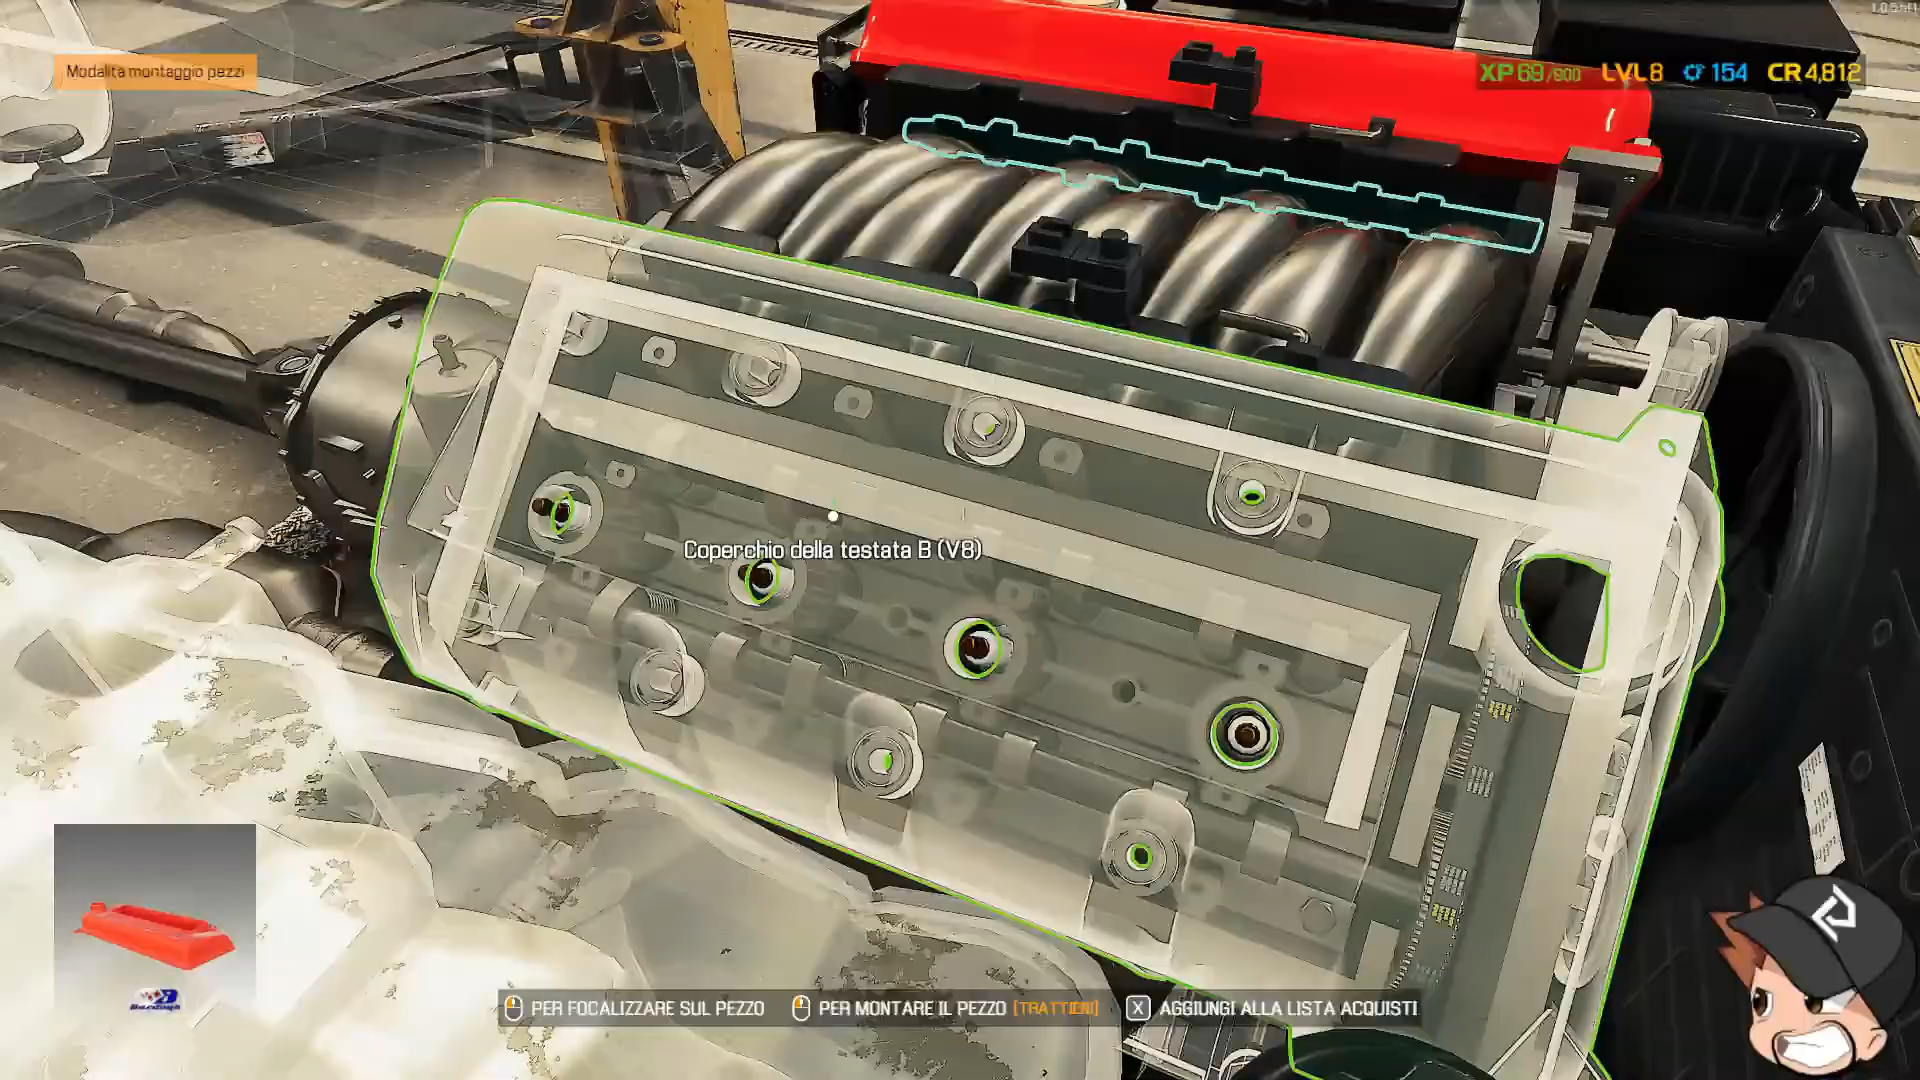 Modalità montaggio pezzi
XP 69/900 LVL 8 154 CR 4,812
Coperchio della testata B (V8)
PER FOCALIZZARE SUL PEZZO
PER MONTARE IL PEZZO [TRATTIENI]
X AGGIUNGI ALLA LISTA ACQUISTI